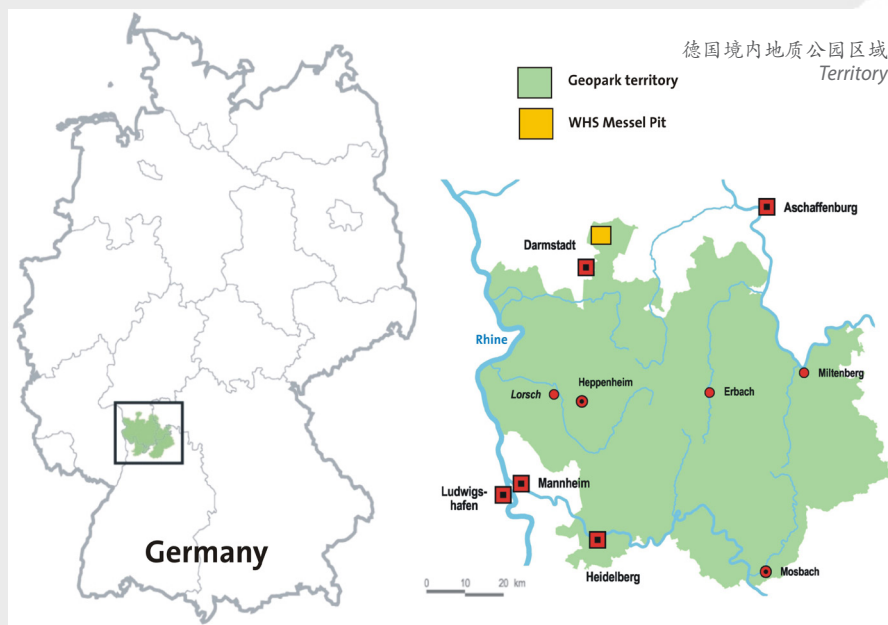 德国境内地质公园区域
Territory
Geopark territory
WHS Messel Pit
Aschaffenburg
Darmstadt
Rhine
Miltenberg
Heppenheim
Lorsch
Erbach
Mannheim
Ludwigs-
hafen
Germany
Heidelberg
Mosbach
0 10 20 km